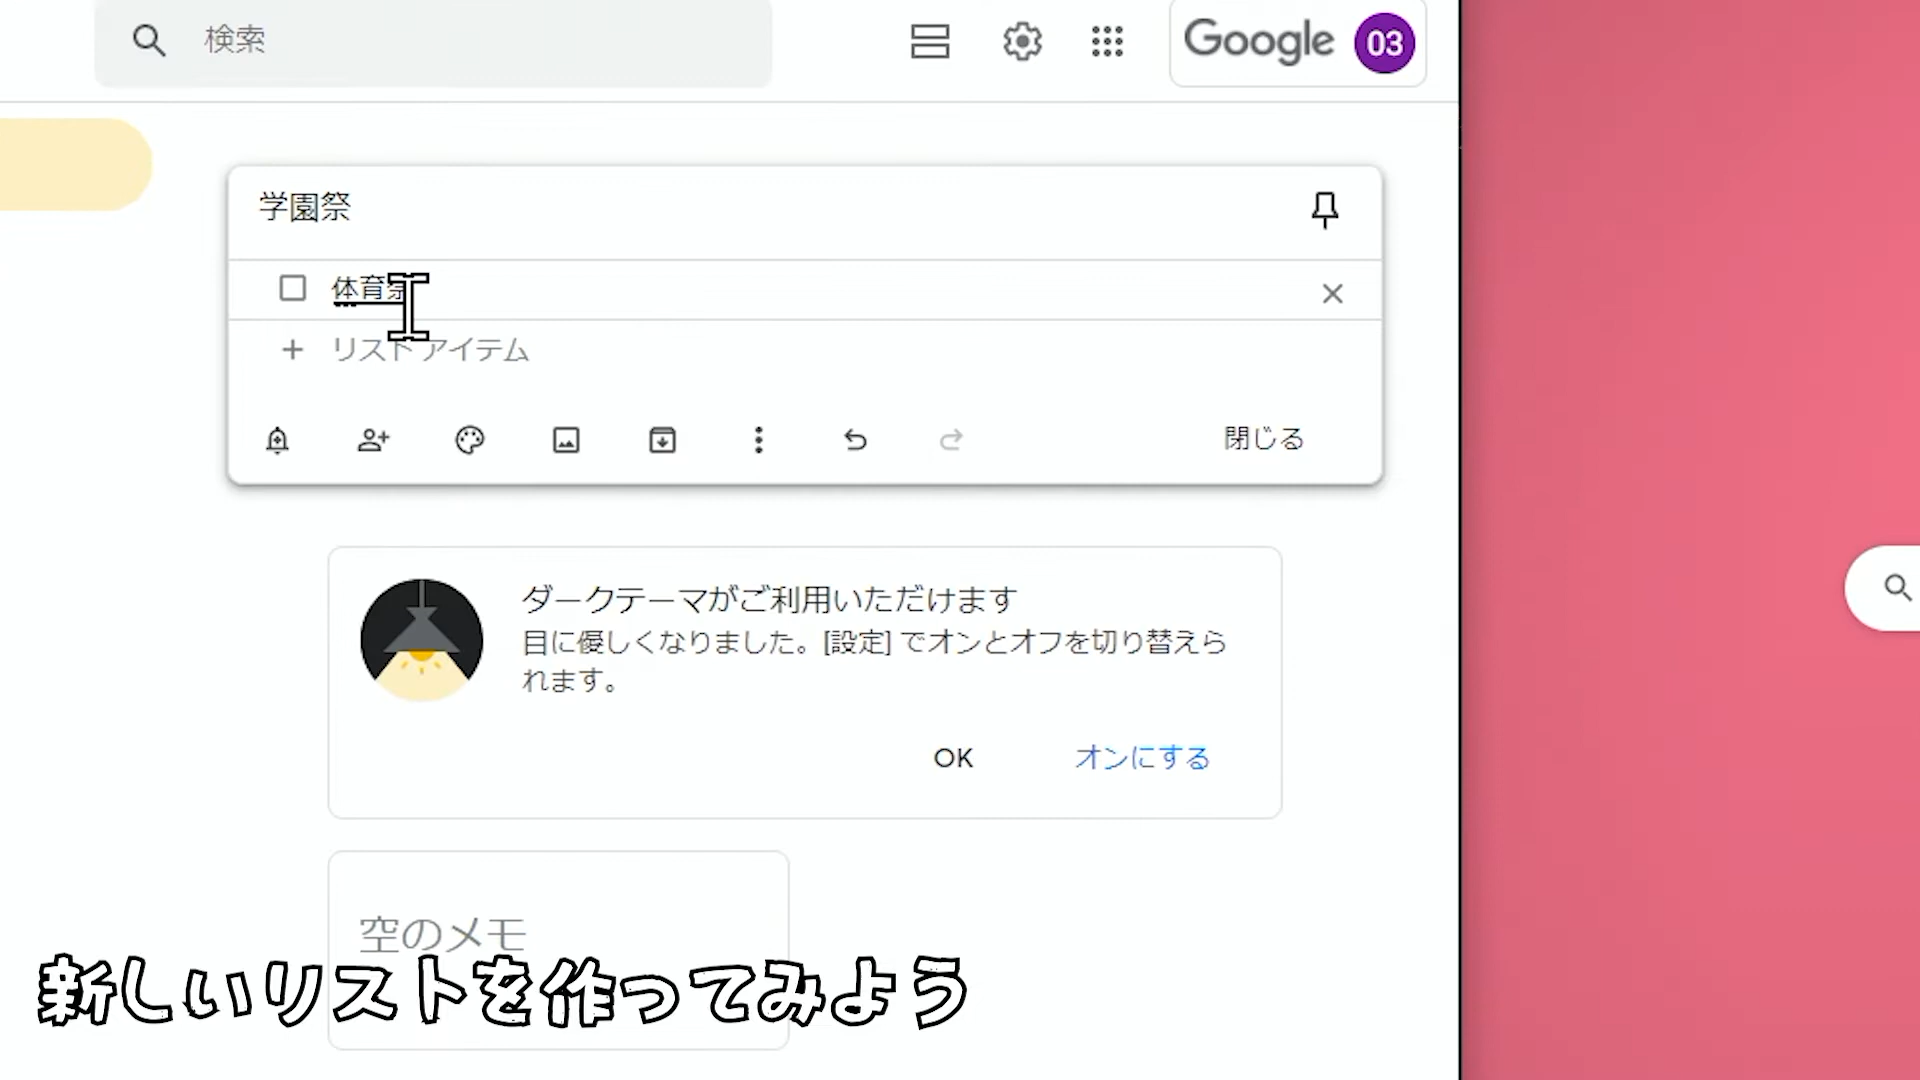 検索
Google
03
学園祭
体育祭
リスト アイテム
閉じる
ダークテーマがご利用いただけます
目に優しくなりました。[設定] でオンとオフを切り替えら
れます。
OK
オンにする
空のメモ
新しいリストを作ってみよう